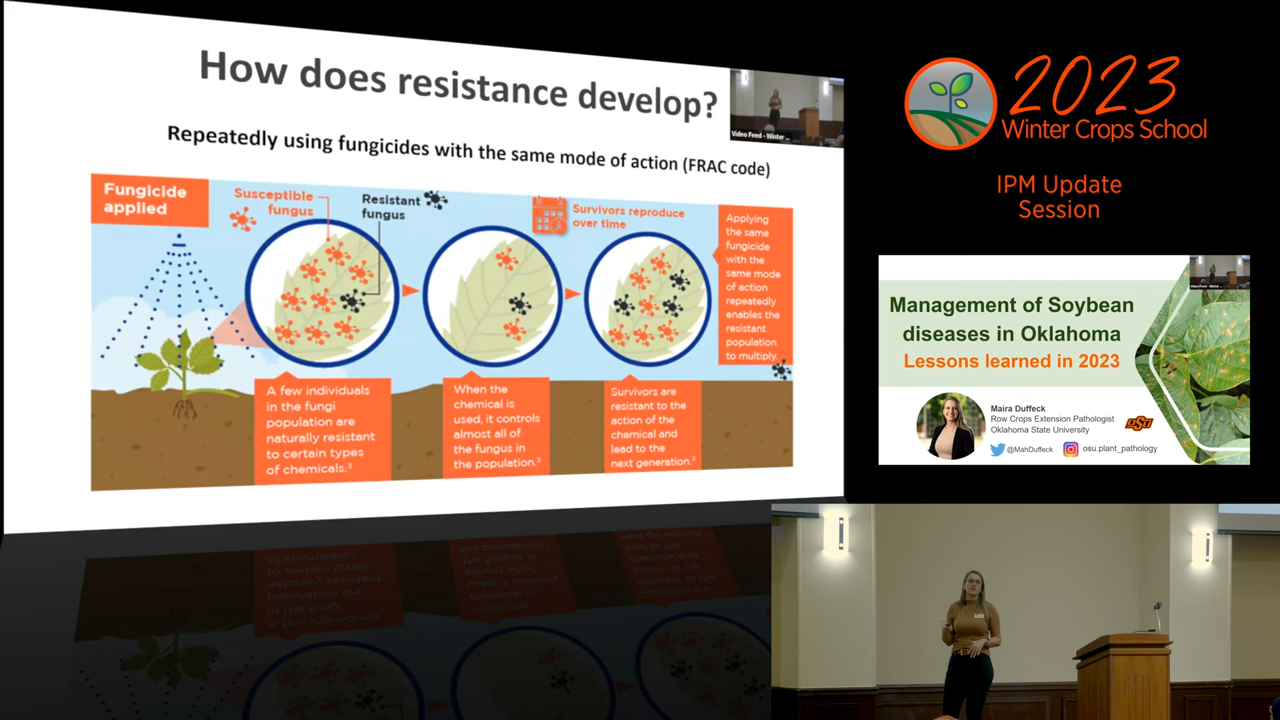 How does resistance develop?
Video Feed - Winter ...
Repeatedly using fungicides with the same mode of action (FRAC code)
Fungicide
applied
Susceptible
fungus
Resistant
fungus
Survivors reproduce
over time
Applying
the same
fungicide
with the
same mode
of action
repeatedly
enables the
resistant
population
to multiply.
A few individuals
in the fungi
population are
naturally resistant
to certain types
of chemicals.³
When the
chemical is
used, it controls
almost all of
the fungus in
the population.³
Survivors are
resistant to the
action of the
chemical and
lead to the
next generation.³
2023
Winter Crops School
IPM Update
Session
Management of Soybean
diseases in Oklahoma
Lessons learned in 2023
Maira Duffeck
Row Crops Extension Pathologist
Oklahoma State University
@MahDuffeck
osu.plant_pathology
OSU